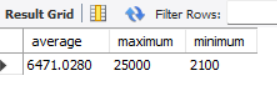 Result Grid Filter Rows:
average maximum minimum
6471.0280 25000 2100